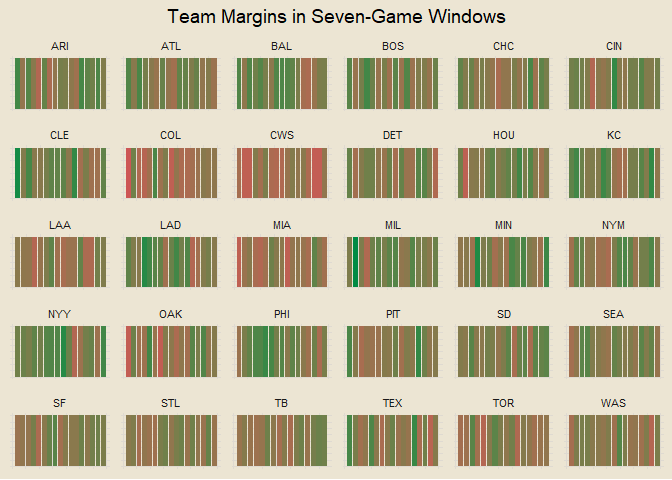 Team Margins in Seven-Game Windows
ARI ATL BAL BOS CHC CIN
CLE COL CWS DET HOU KC
LAA LAD MIA MIL MIN NYM
NYY OAK PHI PIT SD SEA
SF STL TB TEX TOR WAS